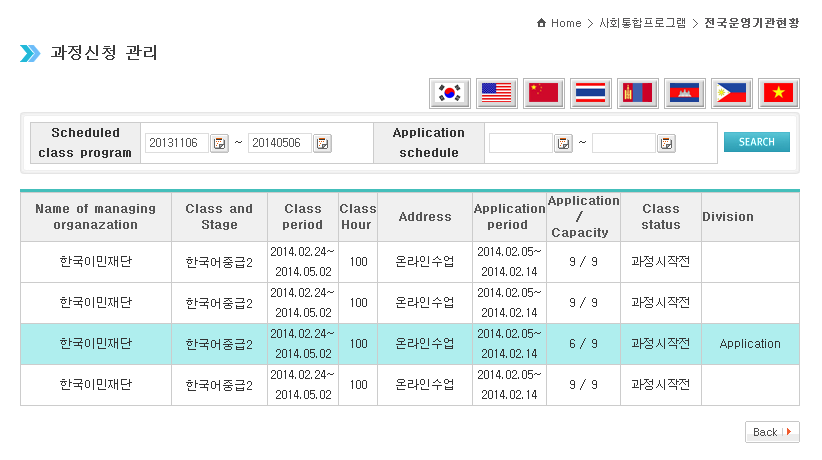 Home > 사회통합프로그램 > 전국운영기관현황
과정신청 관리
Scheduled class program 20131106 ~ 20140506 Application schedule ~ SEARCH
Name of managing organazation Class and Stage Class period Class Hour Address Application period Application / Capacity Class status Division
한국이민재단 한국어중급2 2014.02.24~ 2014.05.02 100 온라인수업 2014.02.05~ 2014.02.14 9 / 9 과정시작전
한국이민재단 한국어중급2 2014.02.24~ 2014.05.02 100 온라인수업 2014.02.05~ 2014.02.14 9 / 9 과정시작전
한국이민재단 한국어중급2 2014.02.24~ 2014.05.02 100 온라인수업 2014.02.05~ 2014.02.14 6 / 9 과정시작전 Application
한국이민재단 한국어중급2 2014.02.24~ 2014.05.02 100 온라인수업 2014.02.05~ 2014.02.14 9 / 9 과정시작전
Back